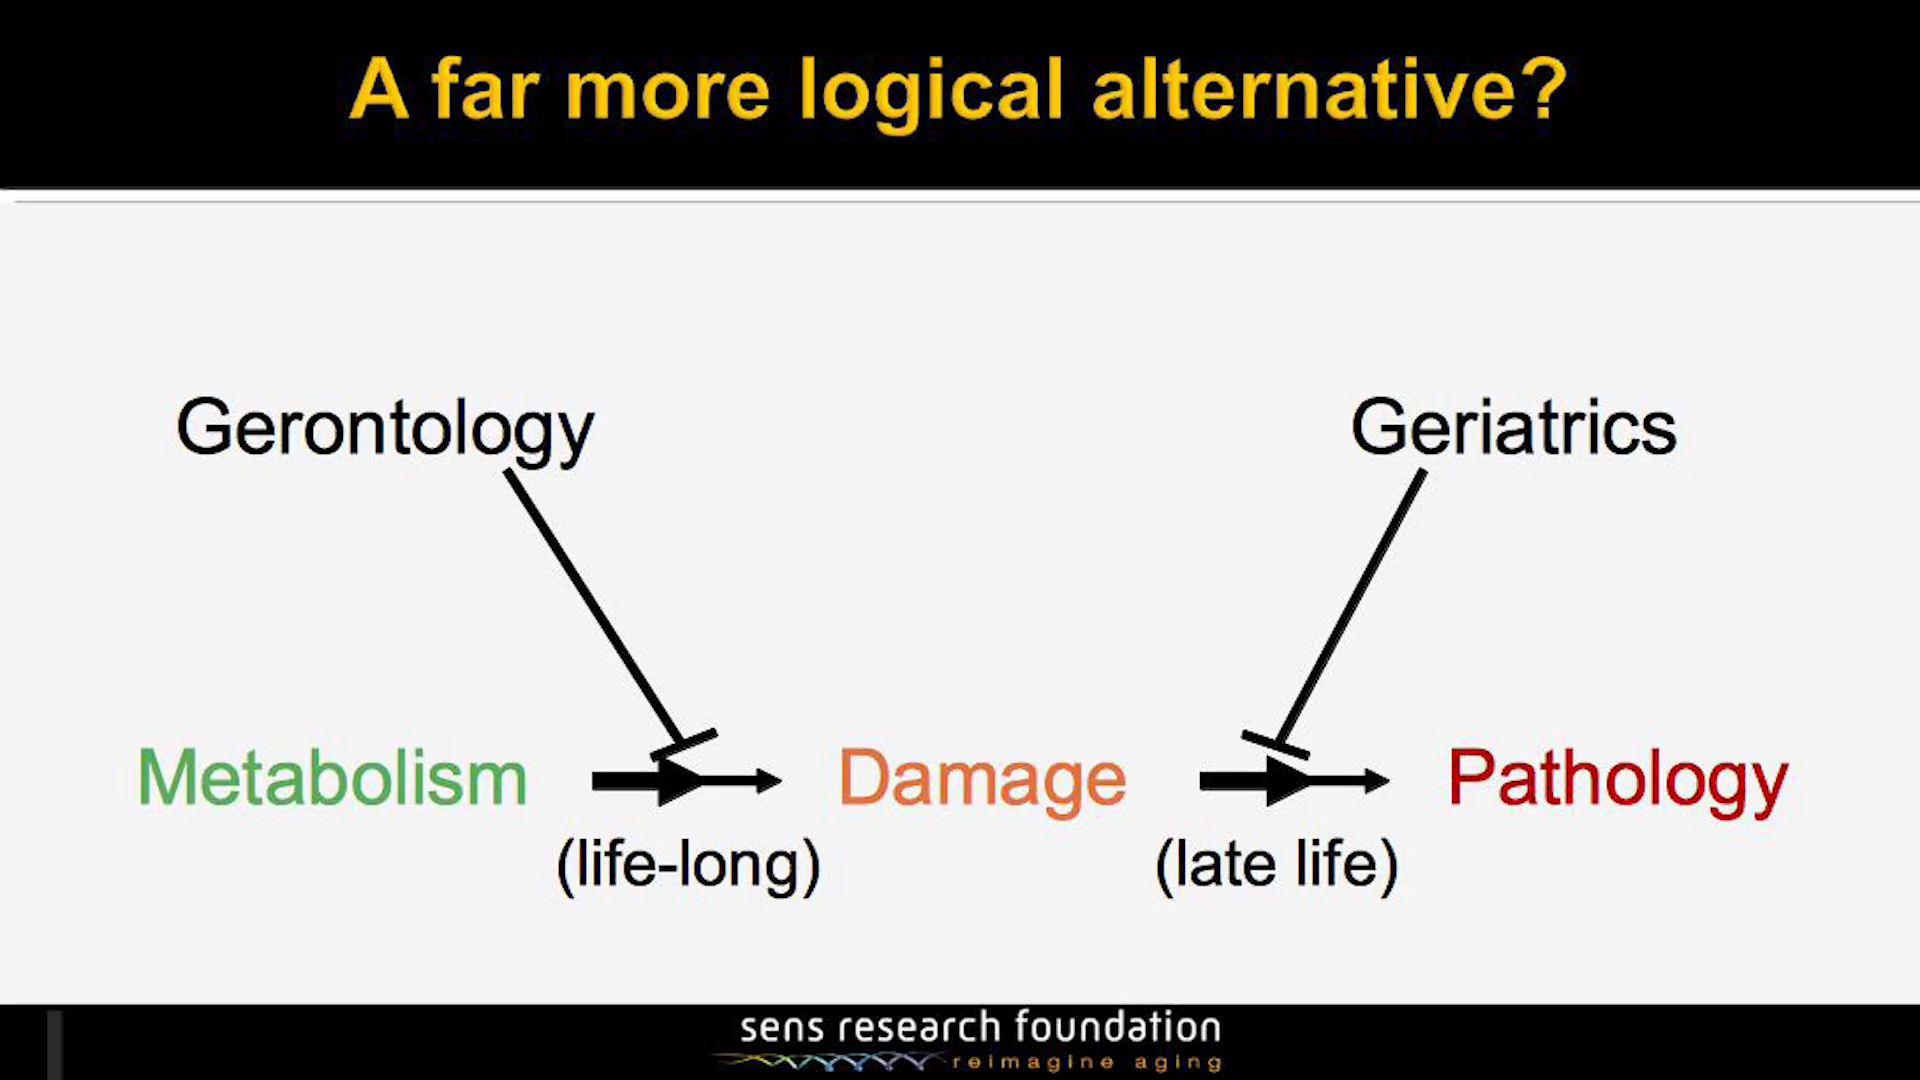 A far more logical alternative?
Gerontology
Geriatrics
Metabolism
Damage
Pathology
(life-long)
(late life)
sens research foundation
reimagine aging